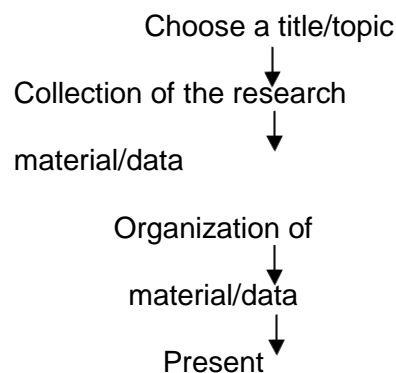 Choose a title/topic
Collection of the research
material/data
Organization of
material/data
Present